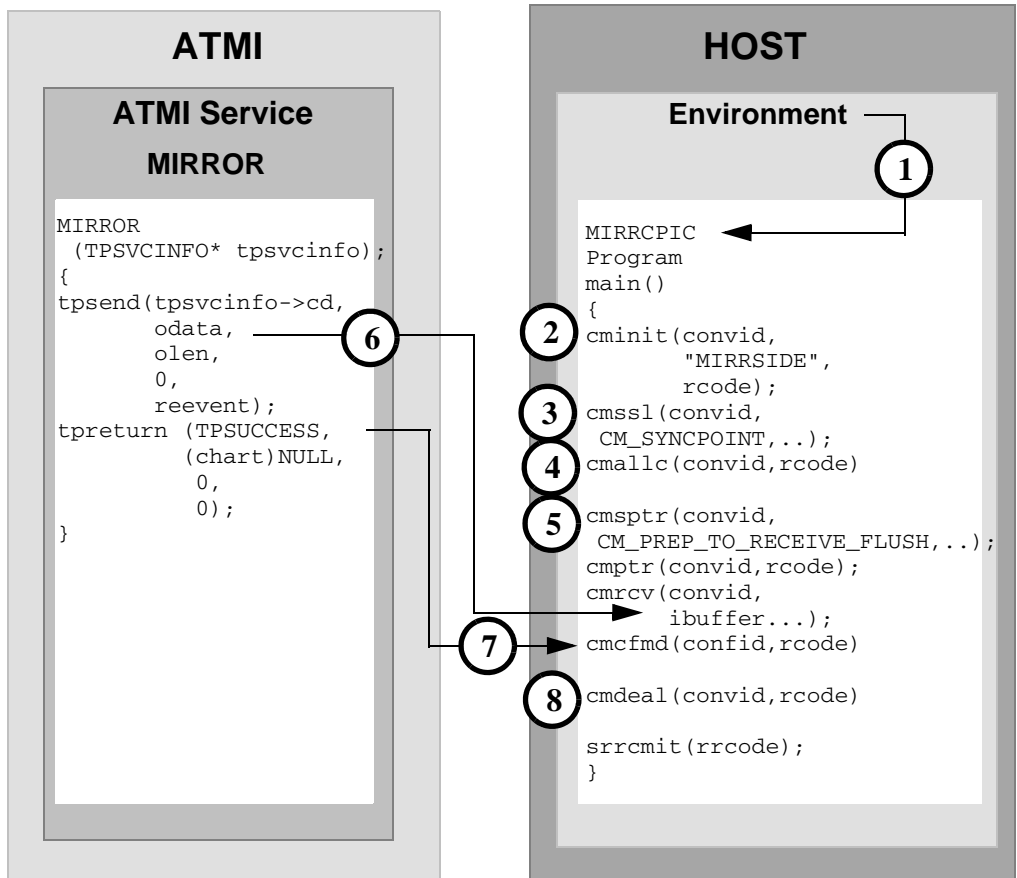 ATMI
ATMI Service
MIRROR
MIRROR
(TPSVCINFO* tpsvcinfo);
{
tpsend(tpsvcinfo->cd,
odata,
olen,
0,
reevent);
tpreturn (TPSUCCESS,
(chart)NULL,
0,
0);
}
6
7
HOST
Environment
1
MIRRCPIC
Program
main()
{
2
cminit(convid,
"MIRRSIDE",
rcode);
3
cmssl(convid,
CM_SYNCPOINT,..);
4
cmallc(convid,rcode)
5
cmsptr(convid,
CM_PREP_TO_RECEIVE_FLUSH,..);
cmptr(convid,rcode);
cmrcv(convid,
ibuffer...);
cmcfmd(confid,rcode)
8
cmdeal(convid,rcode)
srrcmit(rrcode);
}